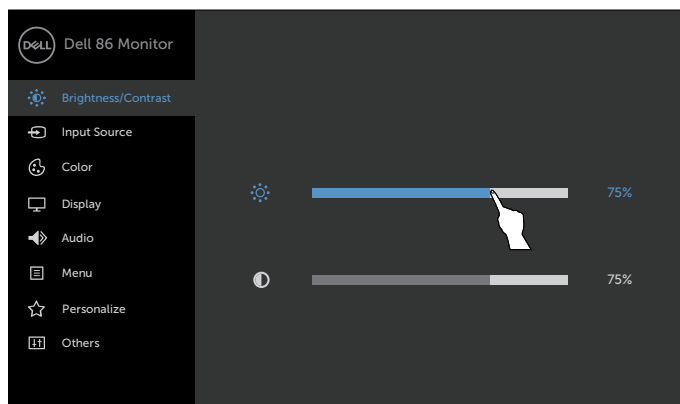 DELL Dell 86 Monitor
Brightness/Contrast
Input Source
Color
Display
Audio
Menu
Personalize
Others
75%
75%